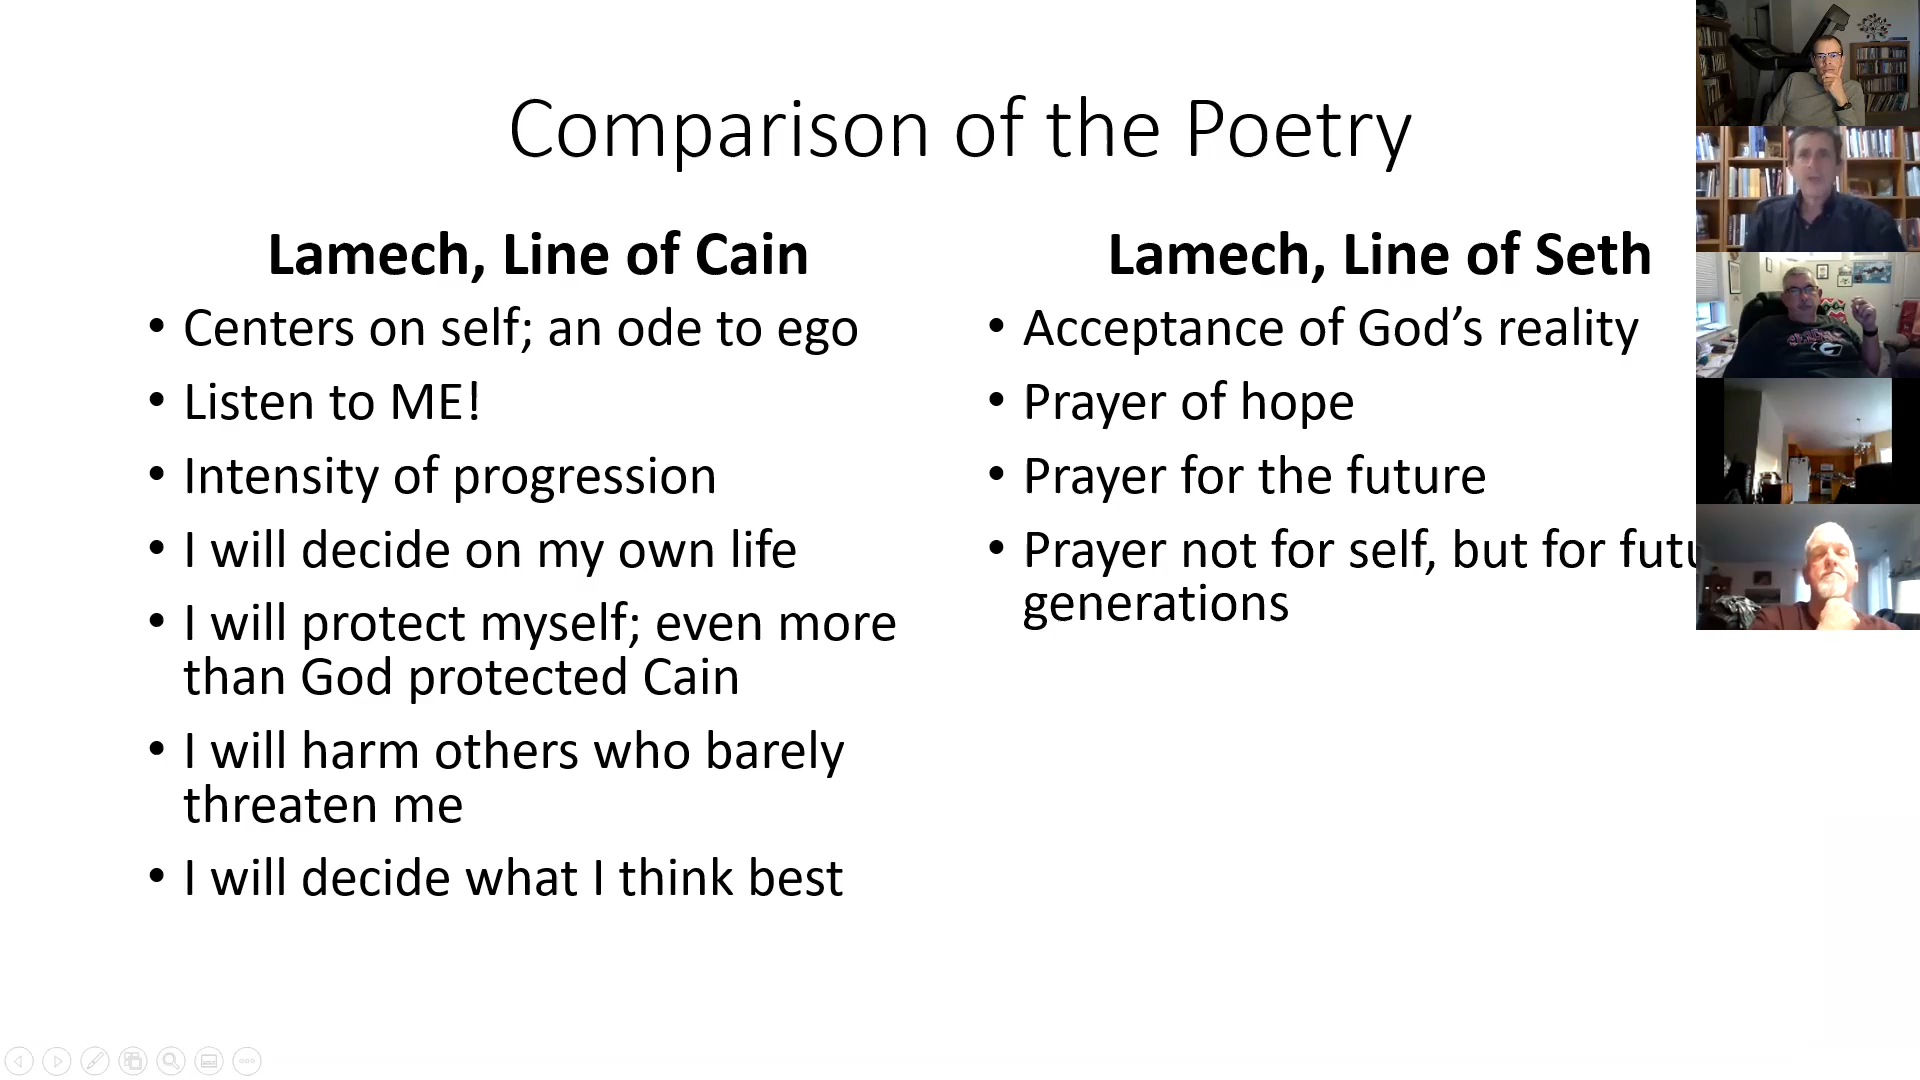 Comparison of the Poetry
Lamech, Line of Cain
• Centers on self; an ode to ego
• Listen to ME!
• Intensity of progression
• I will decide on my own life
• I will protect myself; even more
than God protected Cain
• I will harm others who barely
threaten me
• I will decide what I think best
Lamech, Line of Seth
• Acceptance of God’s reality
• Prayer of hope
• Prayer for the future
• Prayer not for self, but for futu
generations